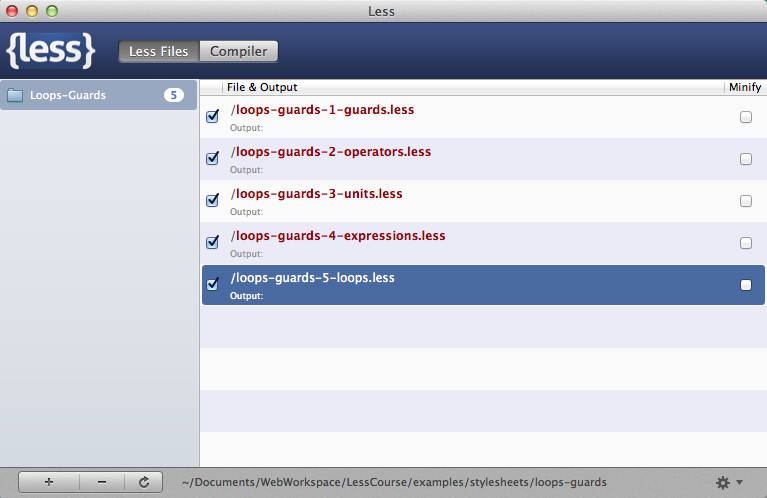 Less
{less}
Less Files Compiler
File & Output Minify
Loops-Guards 5
/loops-guards-1-guards.less
Output:
/loops-guards-2-operators.less
Output:
/loops-guards-3-units.less
Output:
/loops-guards-4-expressions.less
Output:
/loops-guards-5-loops.less
Output:
~/Documents/WebWorkspace/LessCourse/examples/stylesheets/loops-guards